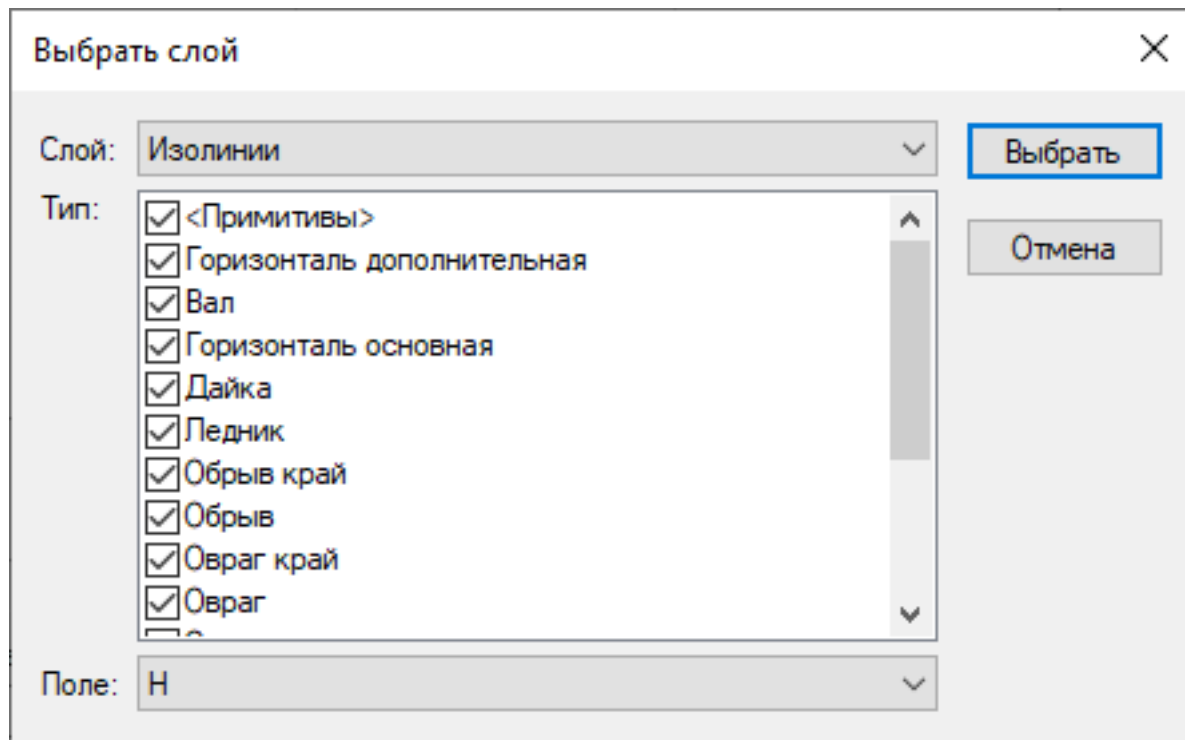 Выбрать слой
Слой: Изолинии
Выбрать
Тип:
<Примитивы>
Отмена
Горизонталь дополнительная
Вал
Горизонталь основная
Дайка
Ледник
Обрыв край
Обрыв
Овраг край
Овраг
Поле: H